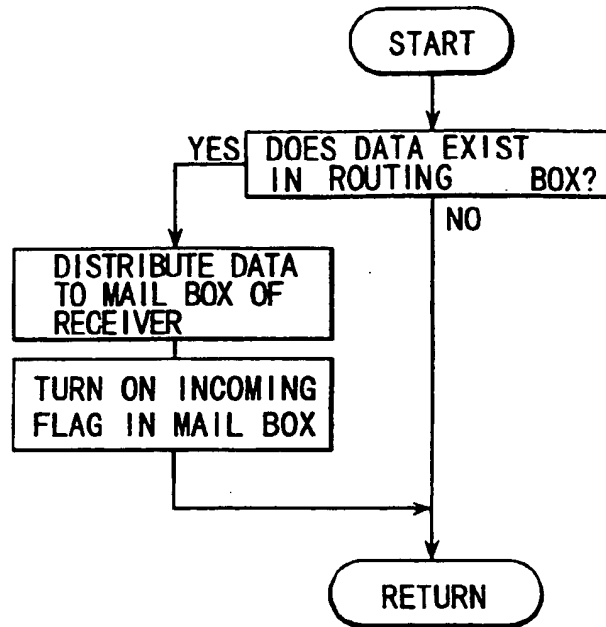 START
DOES DATA EXIST
IN ROUTING BOX?
YES
NO
DISTRIBUTE DATA
TO MAIL BOX OF
RECEIVER
TURN ON INCOMING
FLAG IN MAIL BOX
RETURN